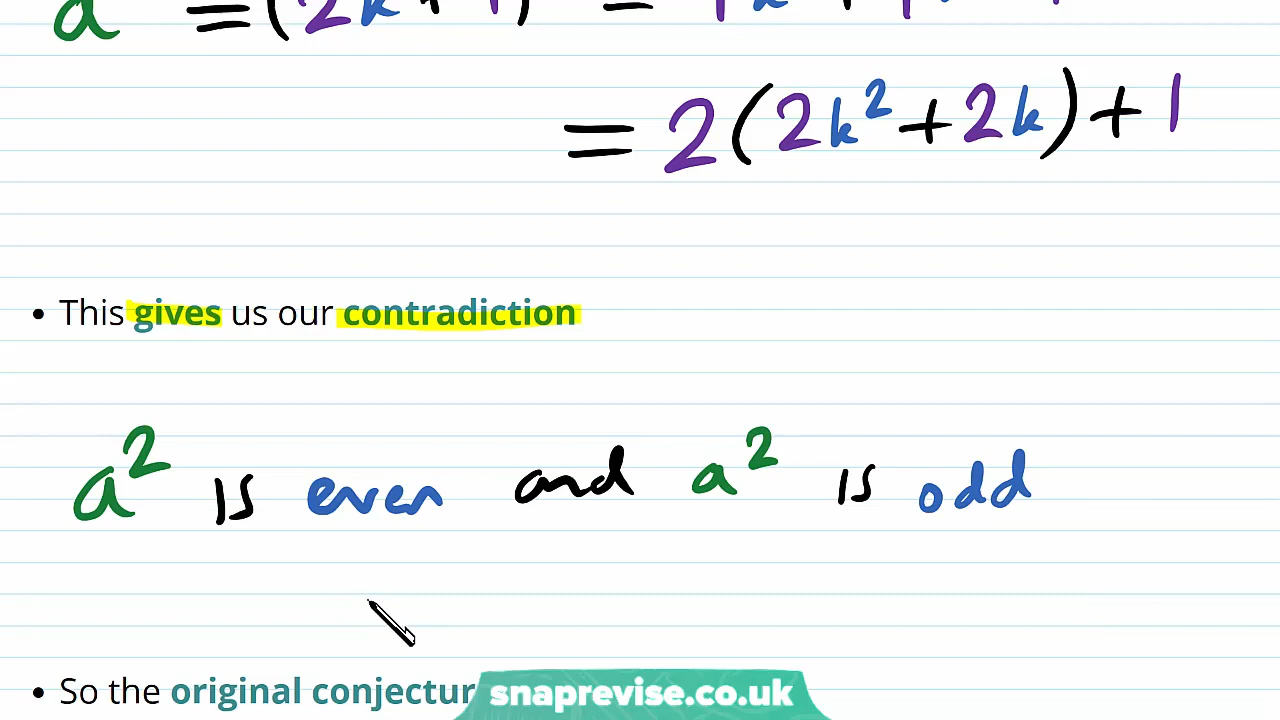 = 2(2k² + 2k) + 1
• This gives us our contradiction
a² is even and a² is odd
• So the original conjectur
snaprevise.co.uk